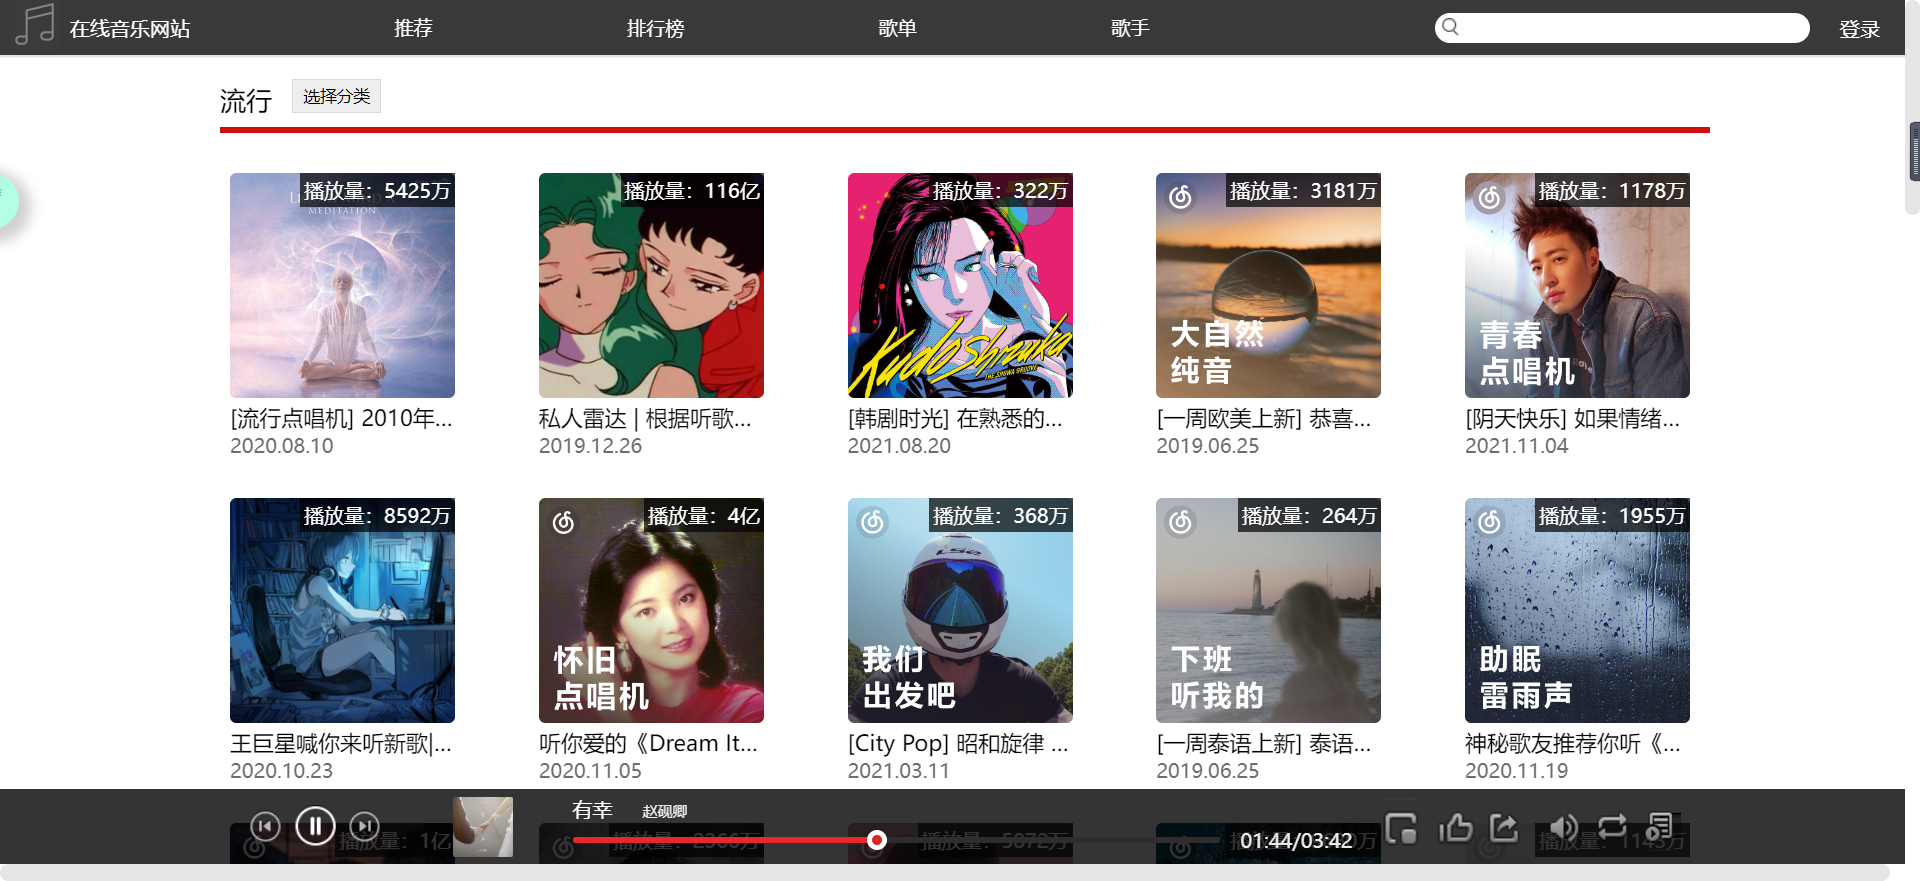 在线音乐网站 推荐 排行榜 歌单 歌手 登录
流行 选择分类
播放量：5425万 播放量：116亿 播放量：322万 播放量：3181万 播放量：1178万
MEDITATION
Kudo Shizuka
THE SHOWA GROOVE
大自然
纯音
青春
点唱机
[流行点唱机] 2010年... 私人雷达 | 根据听歌... [韩剧时光] 在熟悉的... [一周欧美上新] 恭喜... [阴天快乐] 如果情绪...
2020.08.10 2019.12.26 2021.08.20 2019.06.25 2021.11.04
播放量：8592万 播放量：4亿 播放量：368万 播放量：264万 播放量：1955万
LS2
怀旧
点唱机
我们
出发吧
下班
听我的
助眠
雷雨声
王巨星喊你来听新歌|... 听你爱的《Dream It... [City Pop] 昭和旋律 ... [一周泰语上新] 泰语... 神秘歌友推荐你听《...
2020.10.23 2020.11.05 2021.03.11 2019.06.25 2020.11.19
有幸 赵砚卿
01:44/03:42
播放量：1亿 播放量：2366万 播放量：5872万 播放量：1143万